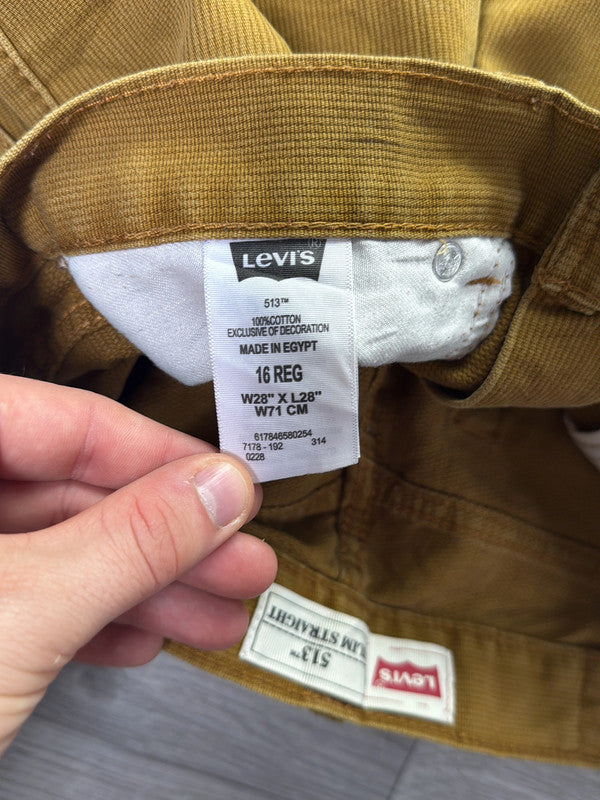 LEVI'S ®
513™
100%COTTON
EXCLUSIVE OF DECORATION
MADE IN EGYPT
16 REG
W28" X L28"
W71 CM
617846580254
7178 - 192 314
0228
513™
SLIM STRAIGHT
LEVI'S